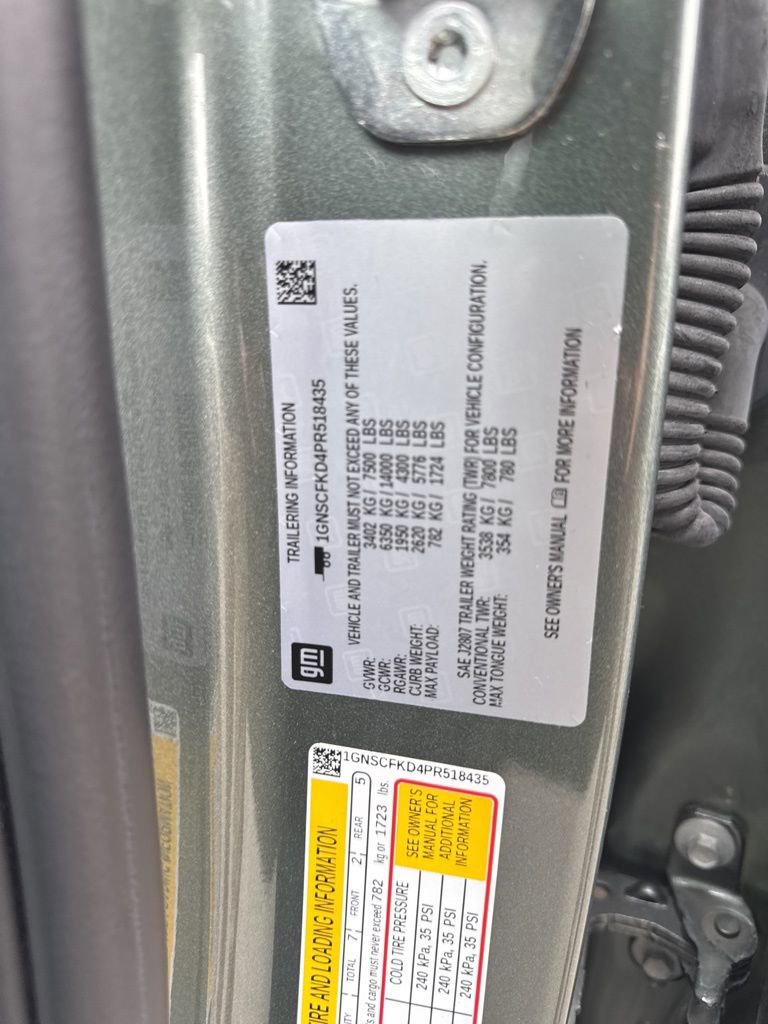 TRAILERING INFORMATION
gm
1GNSCFKD4PR518435
VEHICLE AND TRAILER MUST NOT EXCEED ANY OF THESE VALUES.
GVWR: 3402 KG/ 7500 LBS
GCWR: 6350 KG/14000 LBS
RGAWR: 1950 KG/ 4300 LBS
CURB WEIGHT: 2620 KG/ 5776 LBS
MAX PAYLOAD: 782 KG/ 1724 LBS
SAE J2807 TRAILER WEIGHT RATING (TWR) FOR VEHICLE CONFIGURATION.
CONVENTIONAL TWR: 3538 KG/ 7800 LBS
MAX TONGUE WEIGHT: 354 KG/ 780 LBS
SEE OWNER'S MANUAL FOR MORE INFORMATION
IRE AND LOADING INFORMATION
1GNSCFKD4PR518435
TOTAL 7 FRONT 2 REAR 5
s and cargo must never exceed 782 kg or 1723 lbs.
COLD TIRE PRESSURE
240 kPa, 35 PSI
240 kPa, 35 PSI
240 kPa, 35 PSI
SEE OWNER'S
MANUAL FOR
ADDITIONAL
INFORMATION